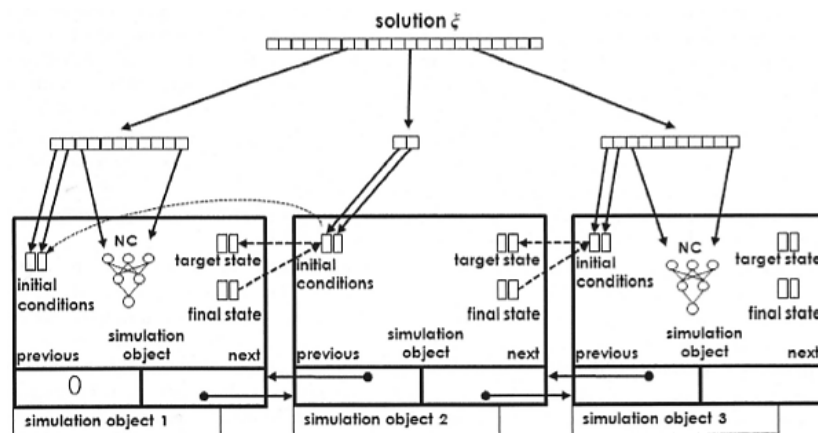 solution ξ
NC
target state
initial
conditions
final state
simulation
object
previous
next
0
simulation object 1
initial
conditions
target state
final state
simulation
object
previous
next
simulation object 2
initial
conditions
NC
target state
final state
simulation
object
previous
next
simulation object 3